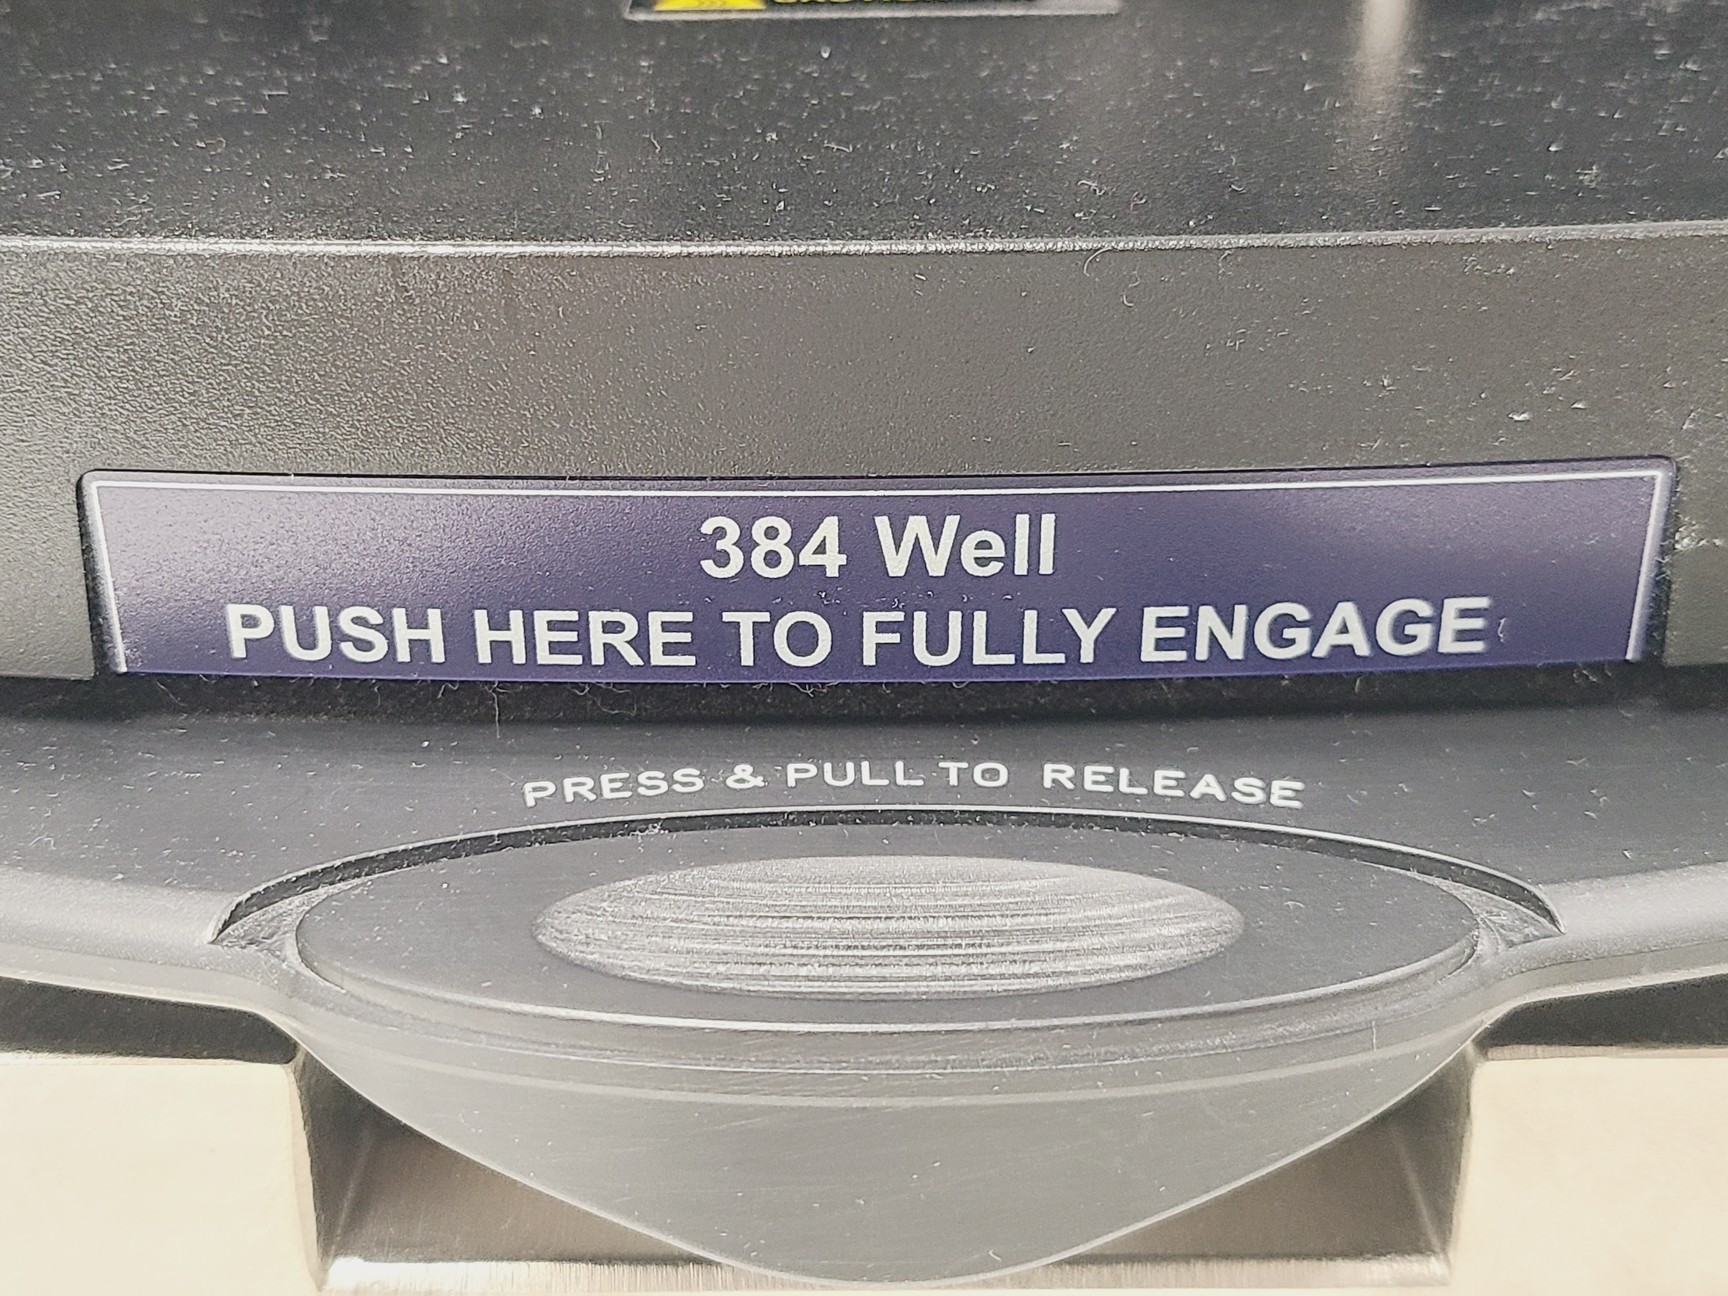 384 Well
PUSH HERE TO FULLY ENGAGE
PRESS & PULL TO RELEASE